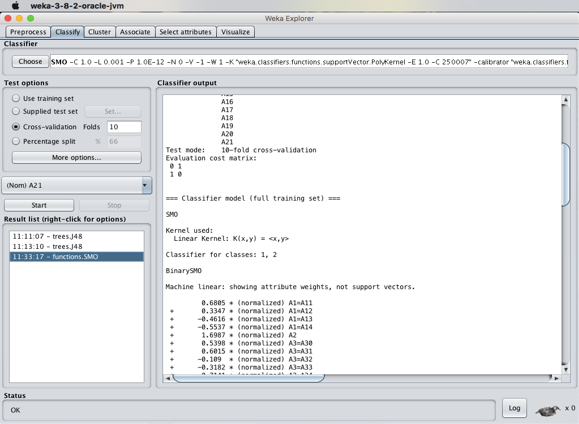 weka-3-8-2-oracle-jvm
Weka Explorer
Preprocess Classify Cluster Associate Select attributes Visualize
Classifier
Choose SMO -C 1.0 -L 0.001 -P 1.0E-12 -N 0 -V -1 -W 1 -K "weka.classifiers.functions.supportVector.PolyKernel -E 1.0 -C 250007" -calibrator "weka.classifiers.f
Test options
Use training set
Supplied test set Set...
Cross-validation Folds 10
Percentage split % 66
More options...
(Nom) A21
Start Stop
Result list (right-click for options)
11:11:07 - trees.J48
11:13:10 - trees.J48
11:33:17 - functions.SMO
Classifier output
A16
A17
A18
A19
A20
A21
Test mode: 10-fold cross-validation
Evaluation cost matrix:
0 1
1 0
=== Classifier model (full training set) ===
SMO
Kernel used:
Linear Kernel: K(x,y) = <x,y>
Classifier for classes: 1, 2
BinarySMO
Machine linear: showing attribute weights, not support vectors.
0.6805 * (normalized) A1=A11
+ 0.3347 * (normalized) A1=A12
+ -0.4616 * (normalized) A1=A13
+ -0.5537 * (normalized) A1=A14
+ 1.6987 * (normalized) A2
+ 0.5398 * (normalized) A3=A30
+ 0.6015 * (normalized) A3=A31
+ -0.109 * (normalized) A3=A32
+ -0.3182 * (normalized) A3=A33
Status
OK
Log x 0